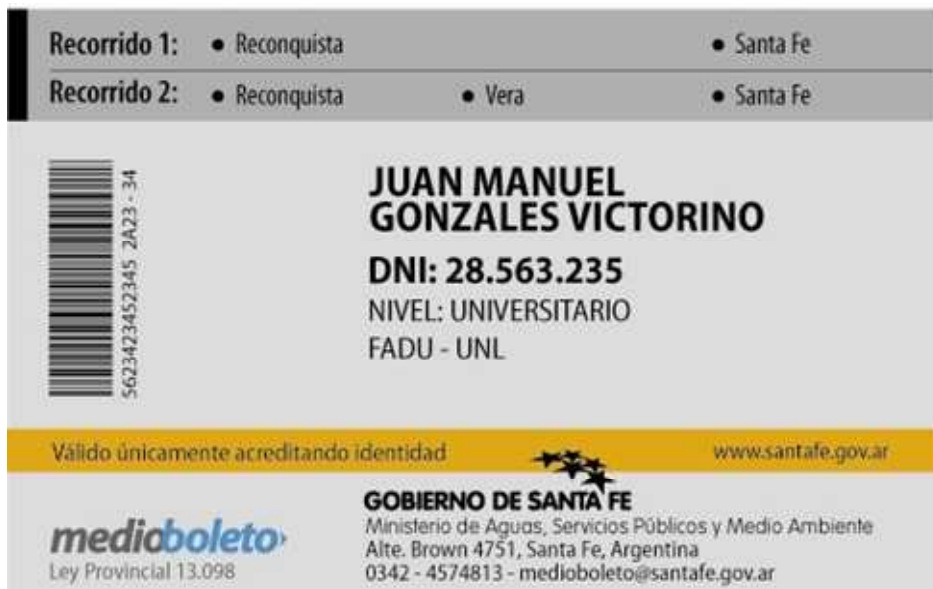 Recorrido 1: • Reconquista • Santa Fe
Recorrido 2: • Reconquista • Vera • Santa Fe
5623423452345 2A23 - 34
JUAN MANUEL
GONZALES VICTORINO
DNI: 28.563.235
NIVEL: UNIVERSITARIO
FADU - UNL
Válido únicamente acreditando identidad www.santafe.gov.ar
GOBIERNO DE SANTA FE
Ministerio de Aguas, Servicios Públicos y Medio Ambiente
Alte. Brown 4751, Santa Fe, Argentina
0342 - 4574813 - medioboleto@santafe.gov.ar
medioboleto
Ley Provincial 13.098